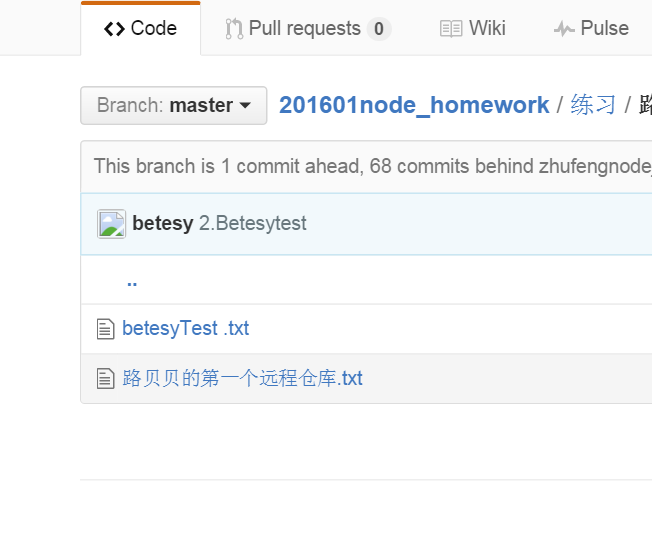 Code Pull requests 0 Wiki Pulse
Branch: master 201601node_homework / 练习 / 路
This branch is 1 commit ahead, 68 commits behind zhufengnode
betesy 2.Betesytest
..
betesyTest .txt
路贝贝的第一个远程仓库.txt